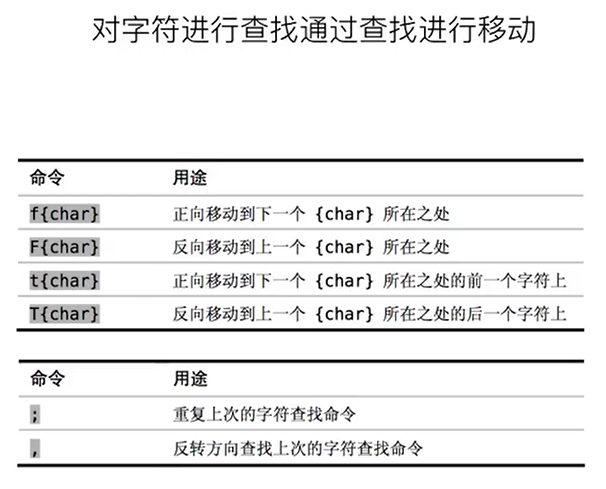 对字符进行查找通过查找进行移动
命令 用途
f{char} 正向移动到下一个 {char} 所在之处
F{char} 反向移动到上一个 {char} 所在之处
t{char} 正向移动到下一个 {char} 所在之处的前一个字符上
T{char} 反向移动到上一个 {char} 所在之处的后一个字符上
命令 用途
; 重复上次的字符查找命令
, 反转方向查找上次的字符查找命令